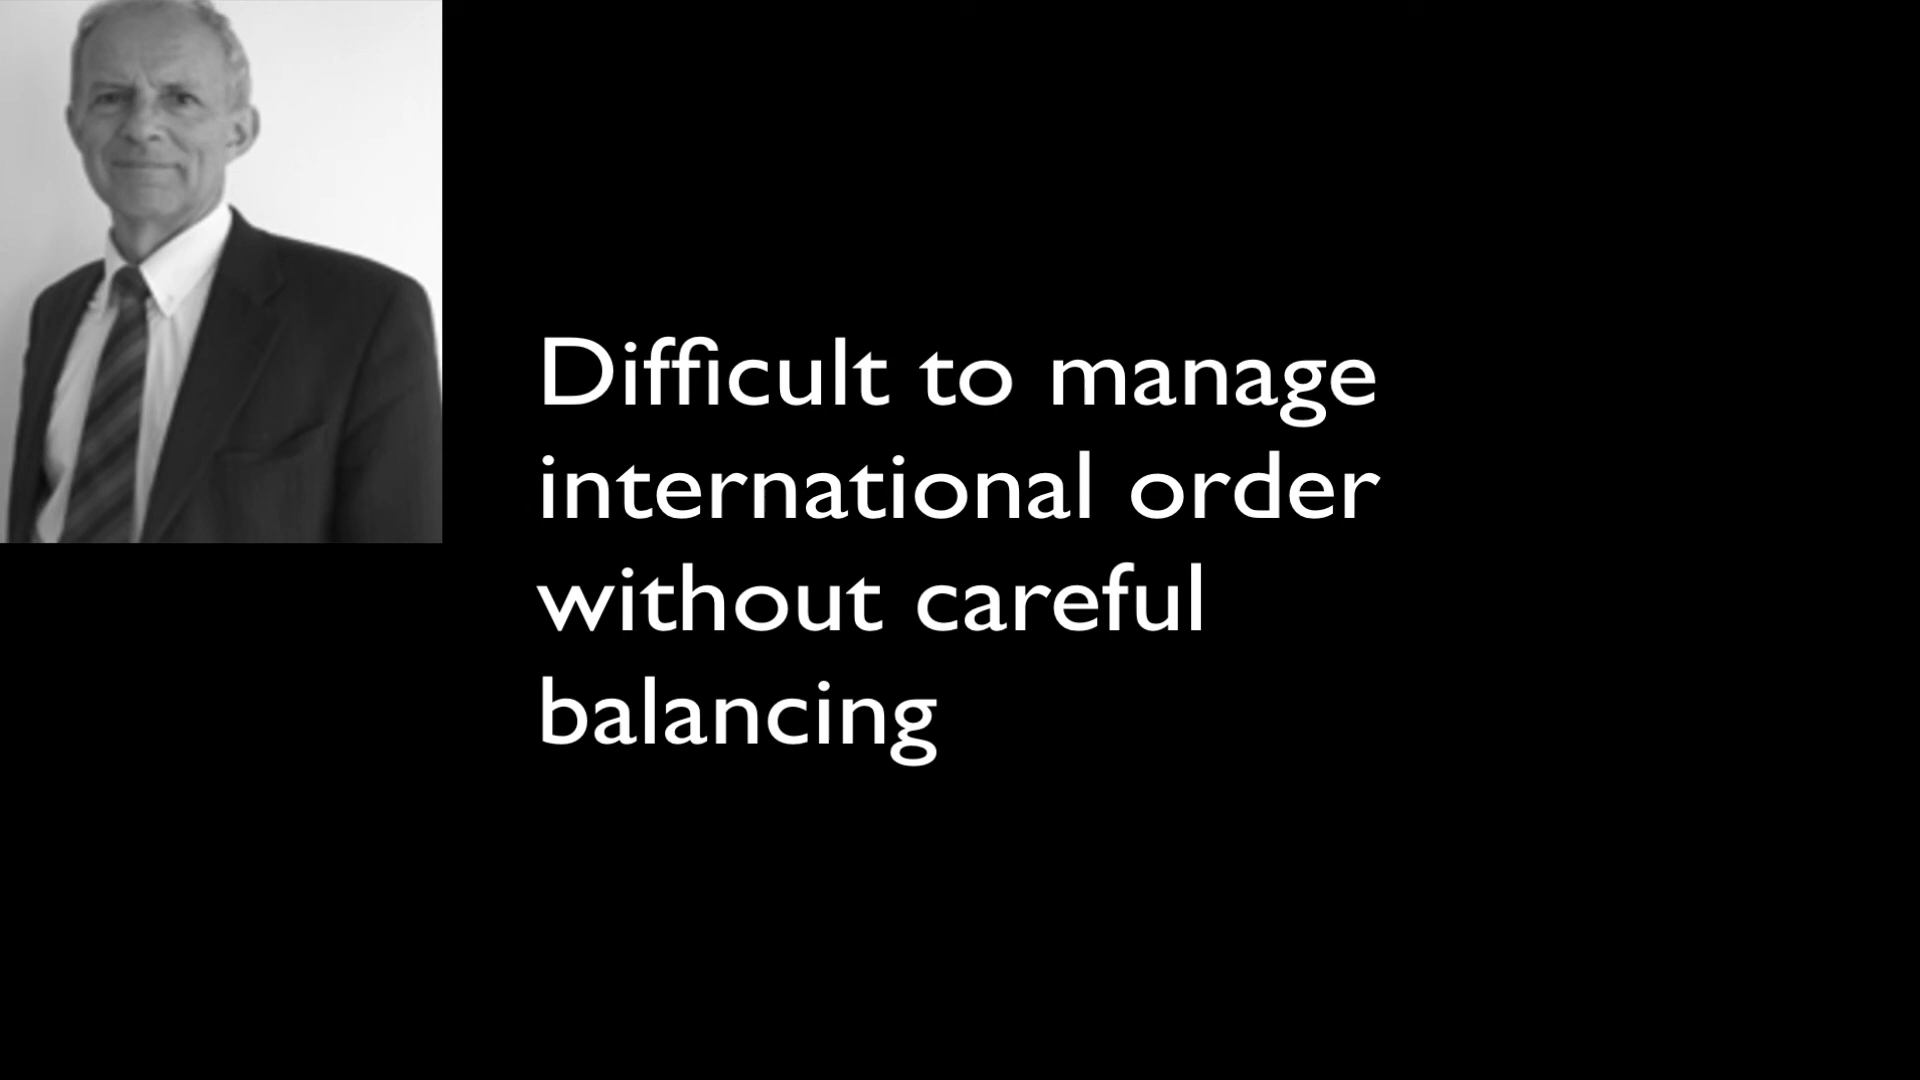 Difficult to manage
international order
without careful
balancing